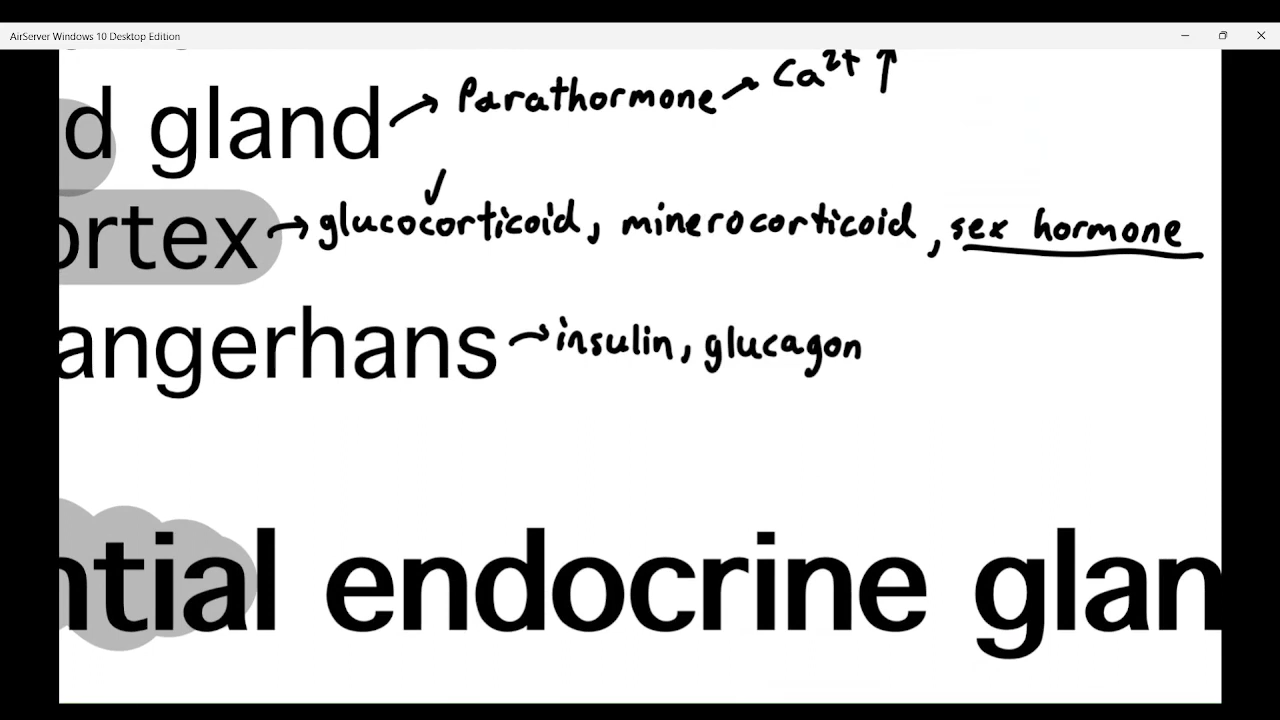 AirServer Windows 10 Desktop Edition
d gland → Parathormone → Ca²⁺ ↑
ortex → glucocorticoid, minerocorticoid, sex hormone
angerhans → insulin, glucagon
ntial endocrine glan